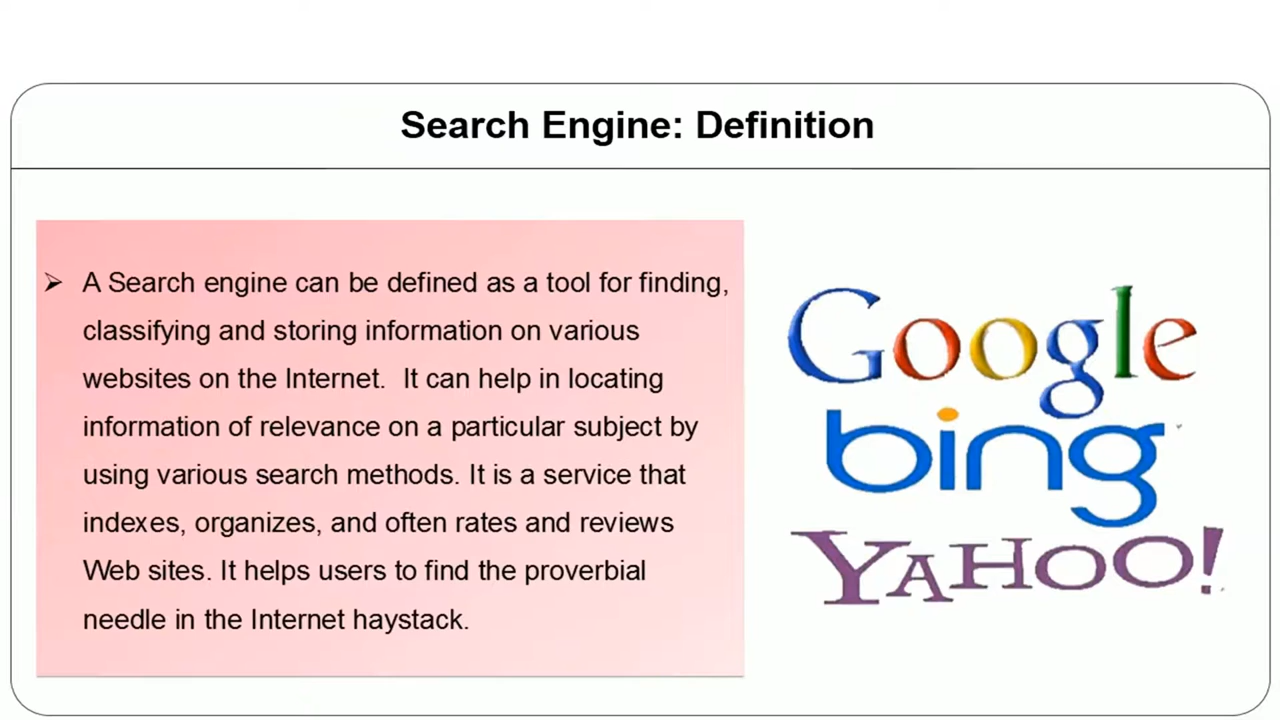 Search Engine: Definition
➢ A Search engine can be defined as a tool for finding,
classifying and storing information on various
websites on the Internet.  It can help in locating
information of relevance on a particular subject by
using various search methods. It is a service that
indexes, organizes, and often rates and reviews
Web sites. It helps users to find the proverbial
needle in the Internet haystack.
Google
bing
YAHOO!